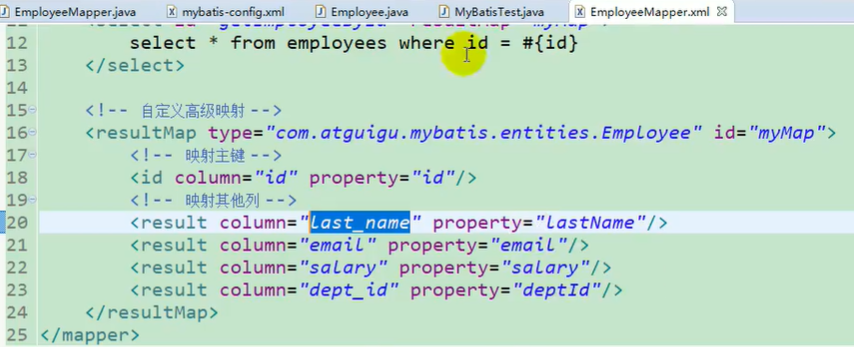 EmployeeMapper.java mybatis-config.xml Employee.java MyBatisTest.java EmployeeMapper.xml
12 select * from employees where id = #{id}
13 </select>
14
15 <!-- 自定义高级映射 -->
16 <resultMap type="com.atguigu.mybatis.entities.Employee" id="myMap">
17 <!-- 映射主键 -->
18 <id column="id" property="id"/>
19 <!-- 映射其他列 -->
20 <result column="last_name" property="lastName"/>
21 <result column="email" property="email"/>
22 <result column="salary" property="salary"/>
23 <result column="dept_id" property="deptId"/>
24 </resultMap>
25 </mapper>